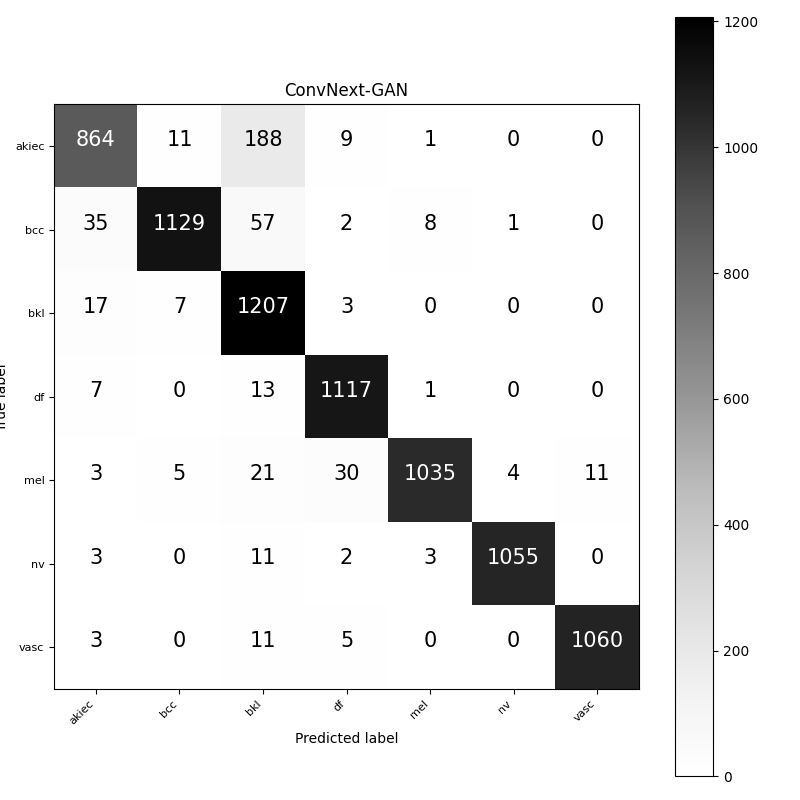 ConvNext-GAN
akiec 864 11 188 9 1 0 0
bcc 35 1129 57 2 8 1 0
bkl 17 7 1207 3 0 0 0
df 7 0 13 1117 1 0 0
mel 3 5 21 30 1035 4 11
nv 3 0 11 2 3 1055 0
vasc 3 0 11 5 0 0 1060
akiec bcc bkl df mel nv vasc
Predicted label
label
1200
1000
800
600
400
200
0